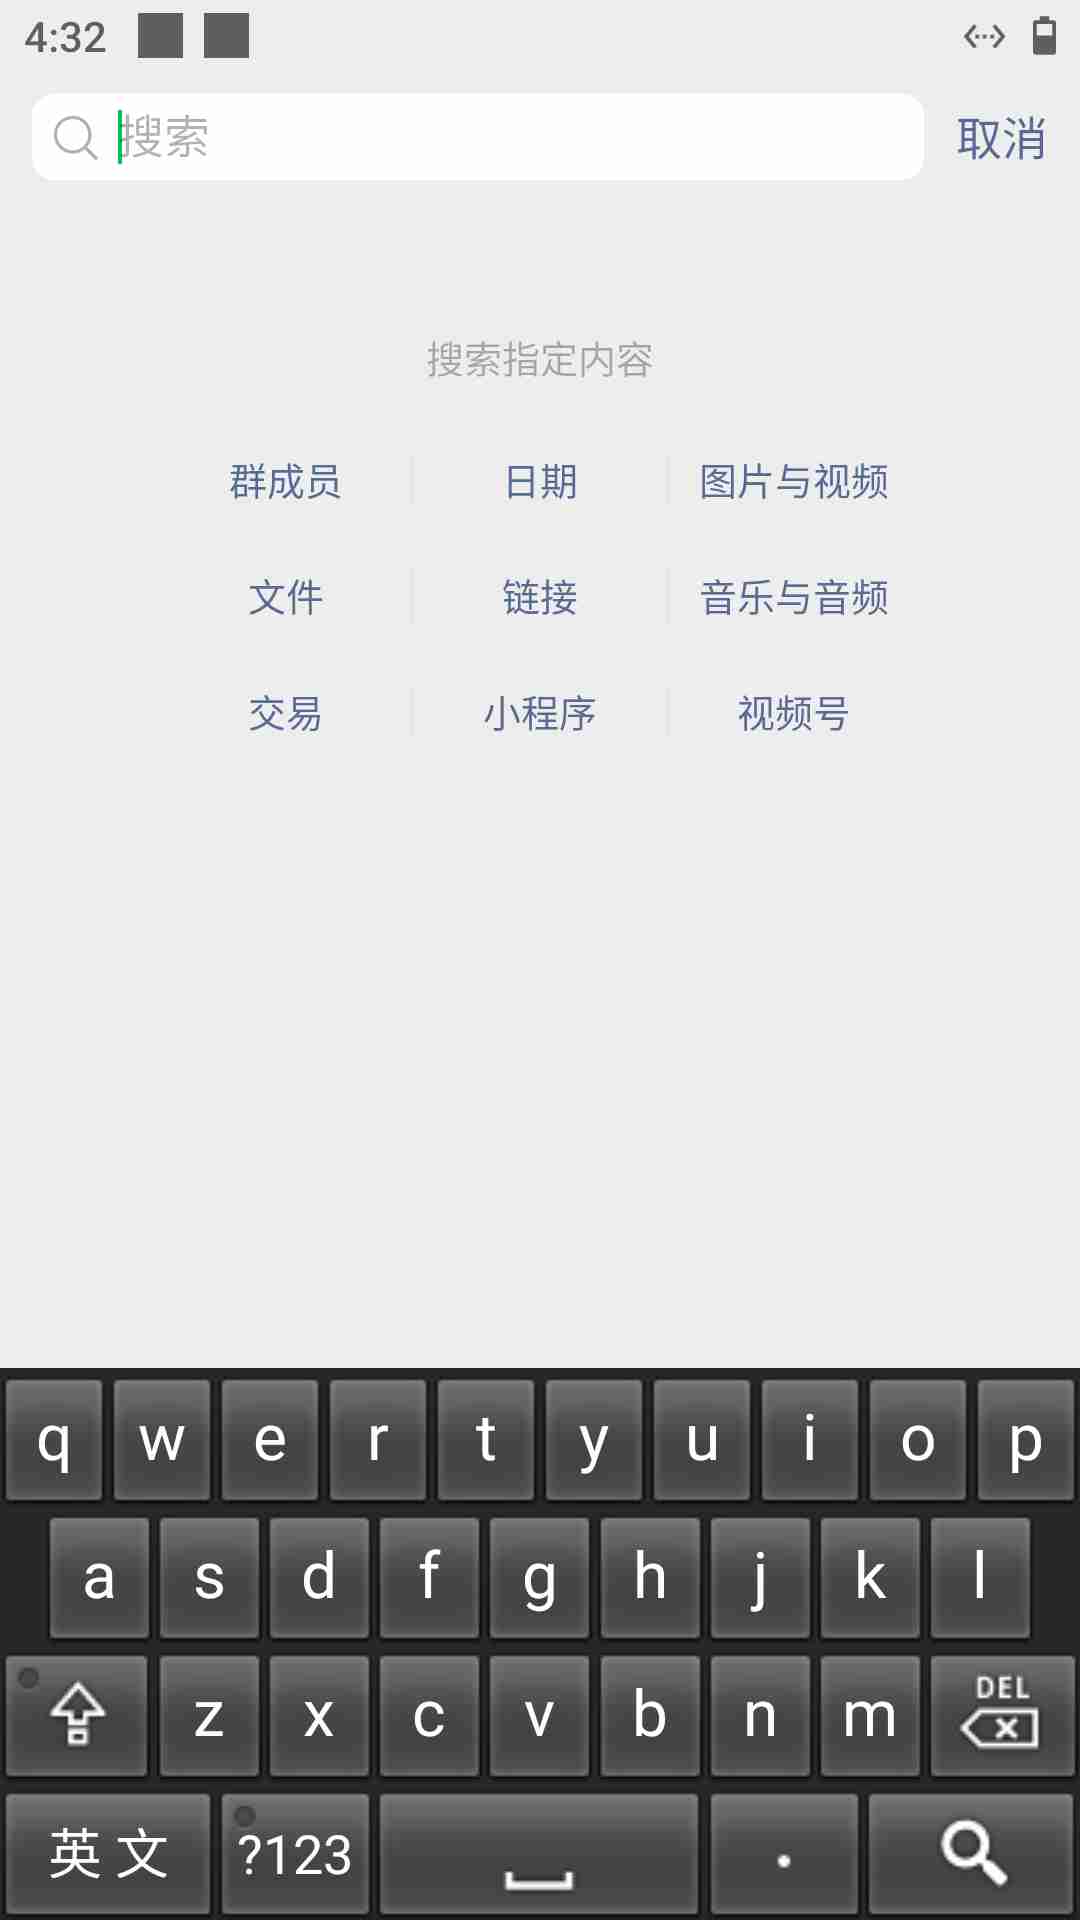 4:32
搜索 取消
搜索指定内容
群成员 日期 图片与视频
文件 链接 音乐与音频
交易 小程序 视频号
q w e r t y u i o p
a s d f g h j k l
z x c v b n m DEL
英文 ?123 .